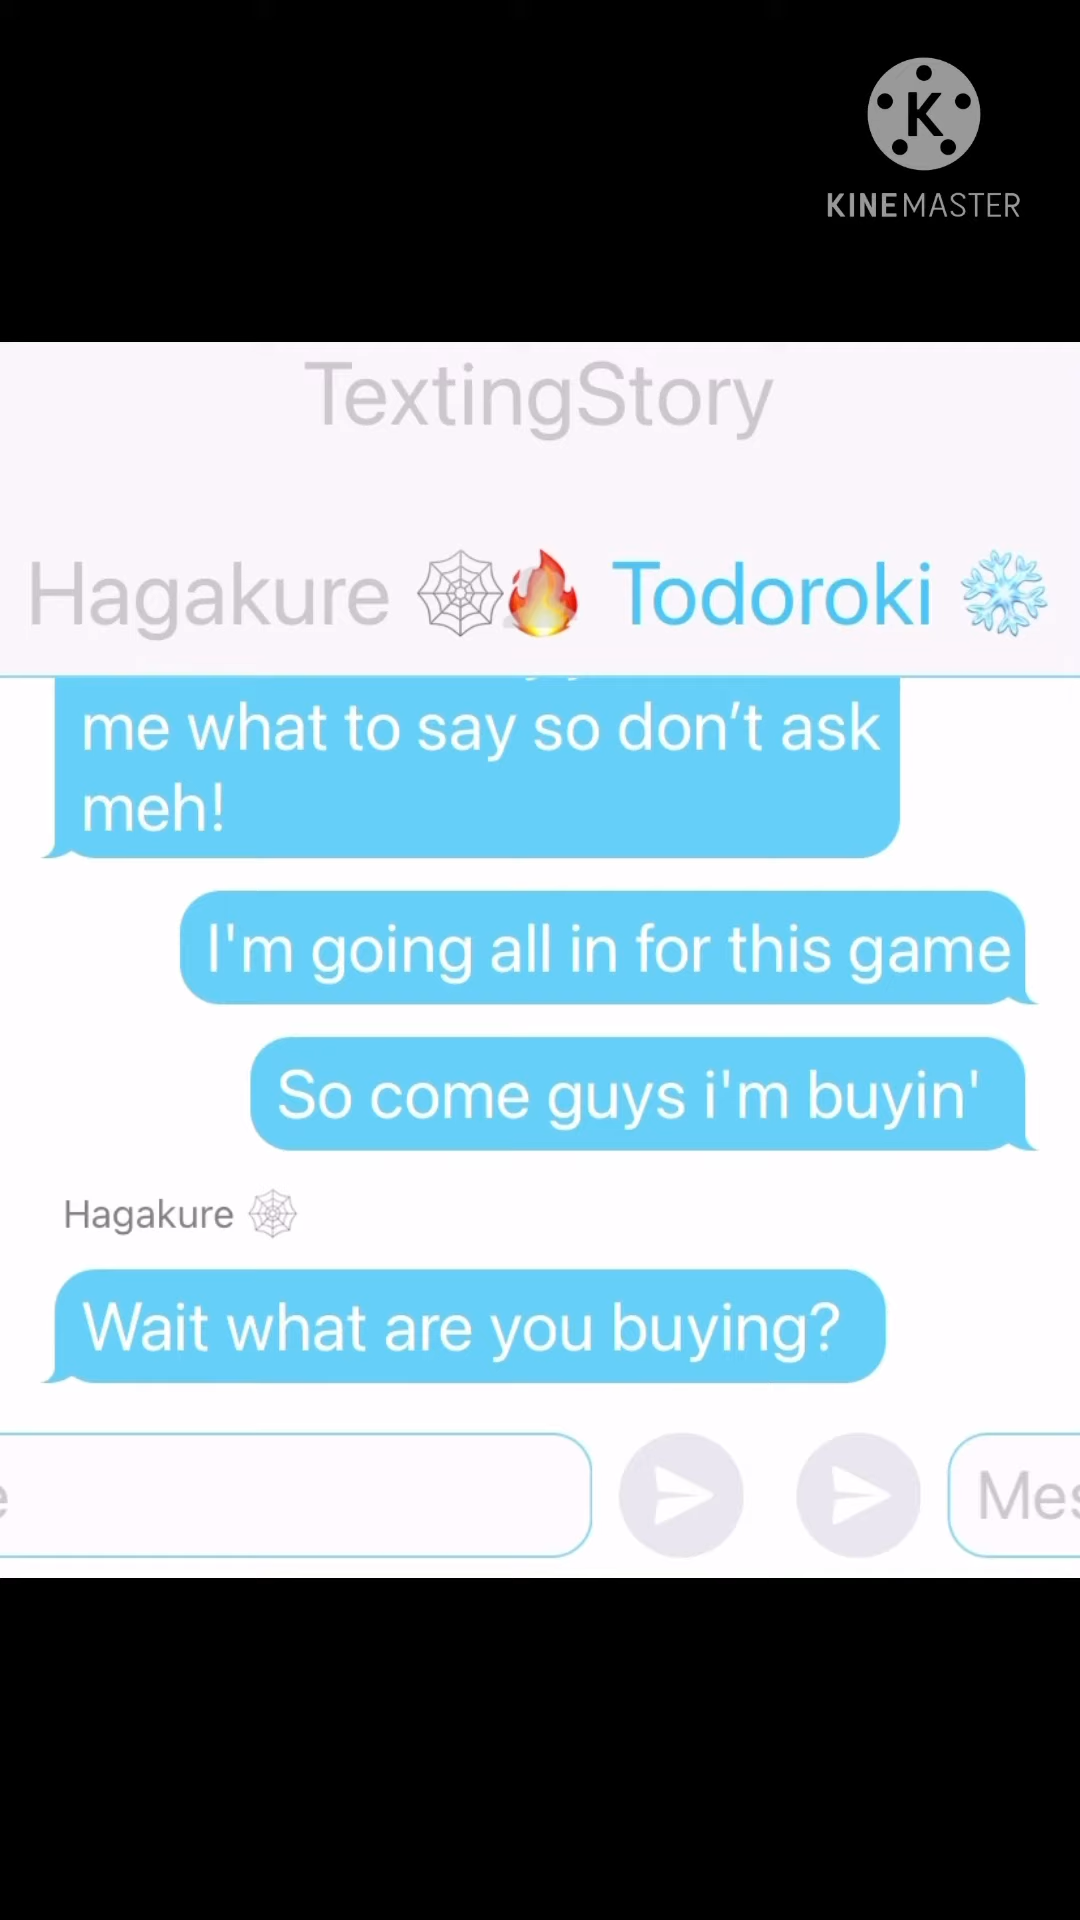 KINEMASTER
TextingStory
Hagakure 🕸🔥 Todoroki ❄️
me what to say so don't ask
meh!
I'm going all in for this game
So come guys i'm buyin'
Hagakure 🕸
Wait what are you buying?
e
Mes